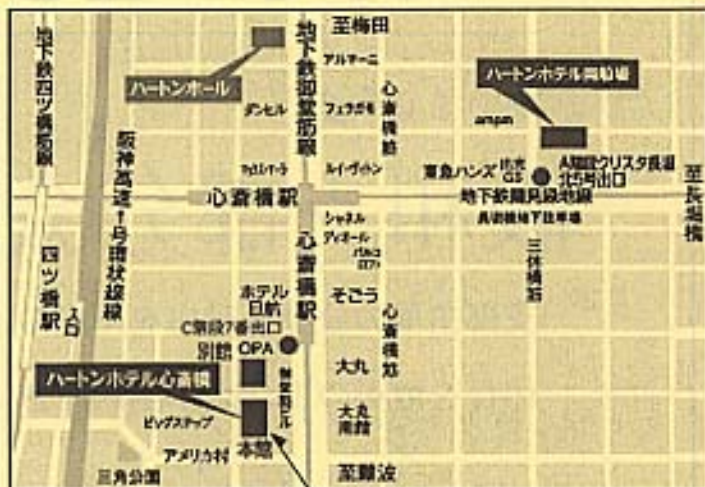 至梅田
地下鉄四ツ橋筋線
阪神高速1号環状線
地下鉄御堂筋線
ハートンホール
アルマーニ
心斎橋筋
ハートンホテル南船場
ダンヒル
フェラガモ
ampm
ルイ・ヴィトン
東急ハンズ
出光
GS
A階段クリスタ長堀
北5号出口
心斎橋駅
地下鉄鶴見緑地線
至長堀橋
シャネル
長堀橋地下駐車場
ディオール
三休橋筋
四ツ橋駅
入口
心斎橋駅
ホテル
日航
そごう
心斎橋筋
C階段7番出口
別館
OPA
大丸
ハートンホテル心斎橋
ビッグステップ
大丸
南館
本館
アメリカ村
三角公園
至難波